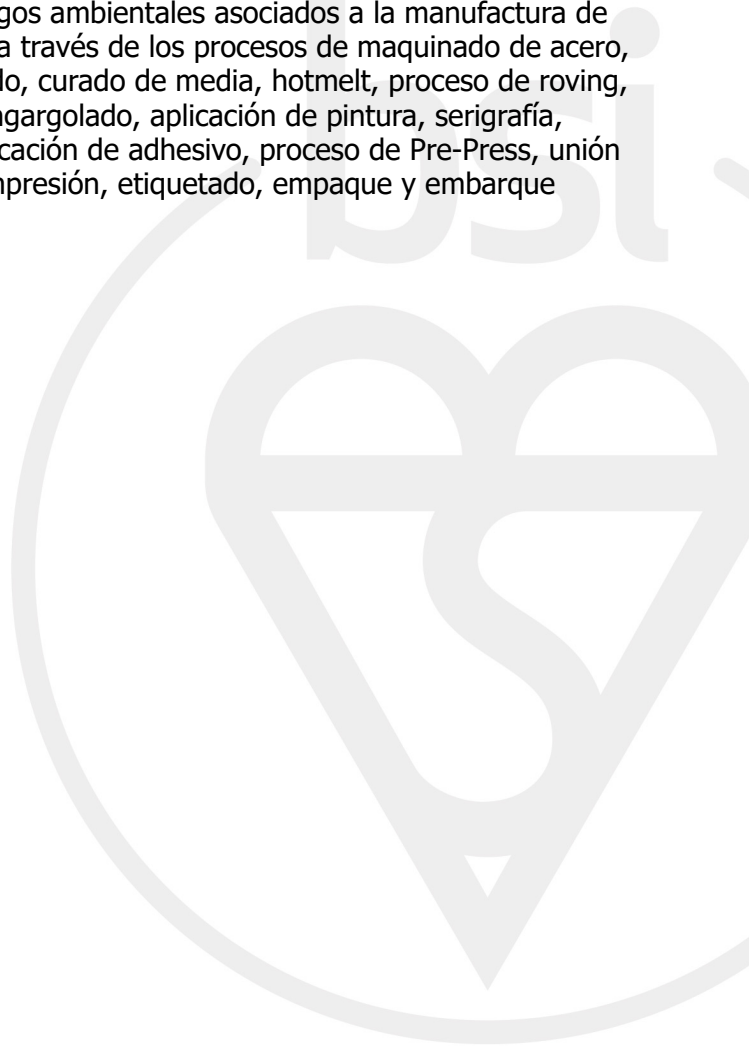 gos ambientales asociados a la manufactura de
a través de los procesos de maquinado de acero,
do, curado de media, hotmelt, proceso de roving,
ngargolado, aplicación de pintura, serigrafía,
cación de adhesivo, proceso de Pre-Press, unión
mpresión, etiquetado, empaque y embarque
bsi